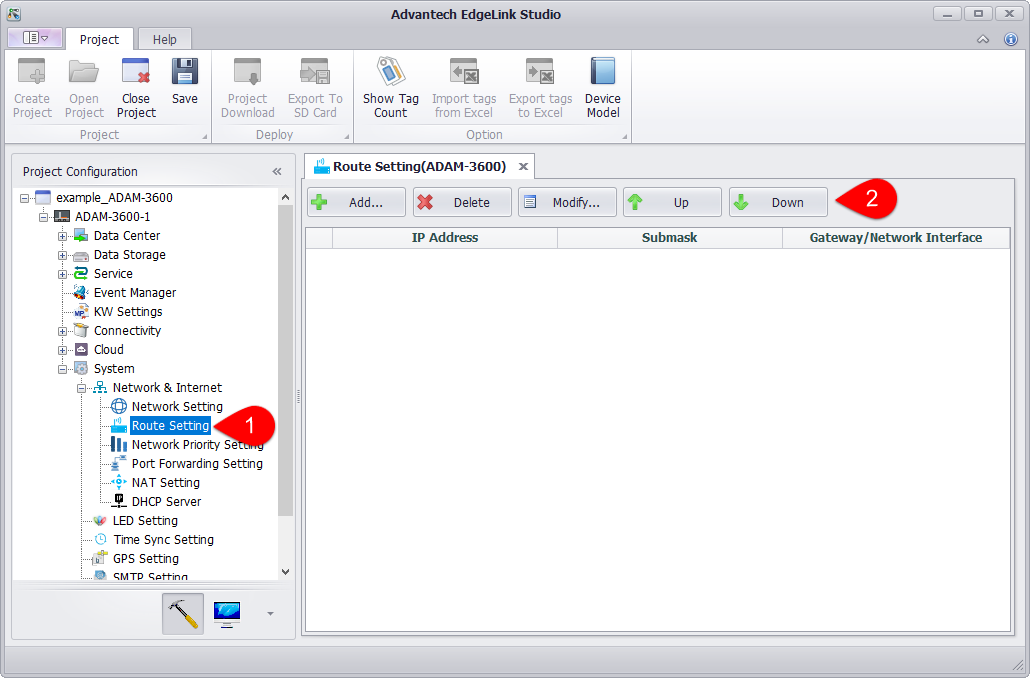 Advantech EdgeLink Studio
Project Help
Create Project
Open Project
Close Project
Save
Project Download
Export To SD Card
Show Tag Count
Import tags from Excel
Export tags to Excel
Device Model
Project Deploy Option
Project Configuration
example_ADAM-3600
ADAM-3600-1
Data Center
Data Storage
Service
Event Manager
KW Settings
Connectivity
Cloud
System
Network & Internet
Network Setting
Route Setting
1
Network Priority Setting
Port Forwarding Setting
NAT Setting
DHCP Server
LED Setting
Time Sync Setting
GPS Setting
SMTP Setting
Route Setting(ADAM-3600)
Add... Delete Modify... Up Down
2
IP Address Submask Gateway/Network Interface